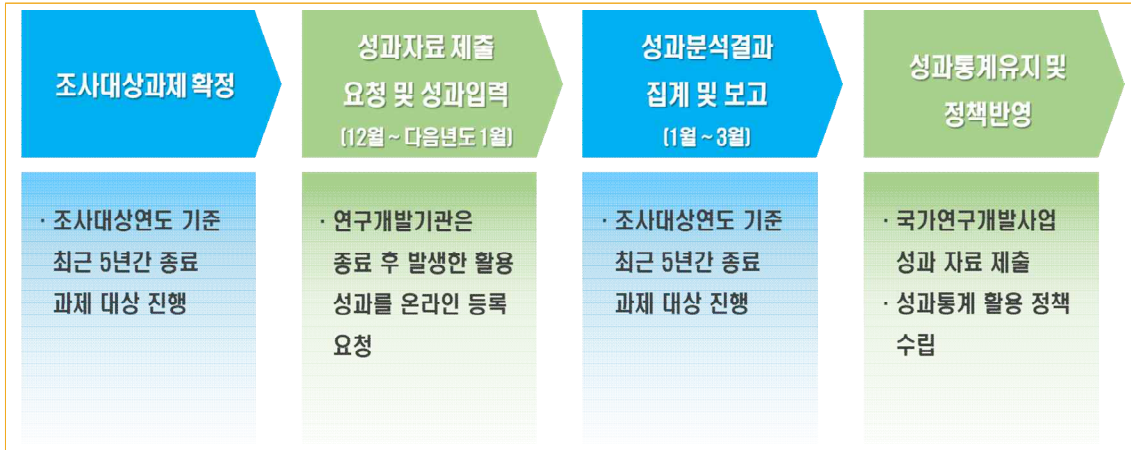 조사대상과제 확정
성과자료 제출
요청 및 성과입력
(12월 ~ 다음년도 1월)
성과분석결과
집계 및 보고
(1월 ~ 3월)
성과통계유지 및
정책반영
· 조사대상연도 기준
최근 5년간 종료
과제 대상 진행
· 연구개발기관은
종료 후 발생한 활용
성과를 온라인 등록
요청
· 조사대상연도 기준
최근 5년간 종료
과제 대상 진행
· 국가연구개발사업
성과 자료 제출
· 성과통계 활용 정책
수립